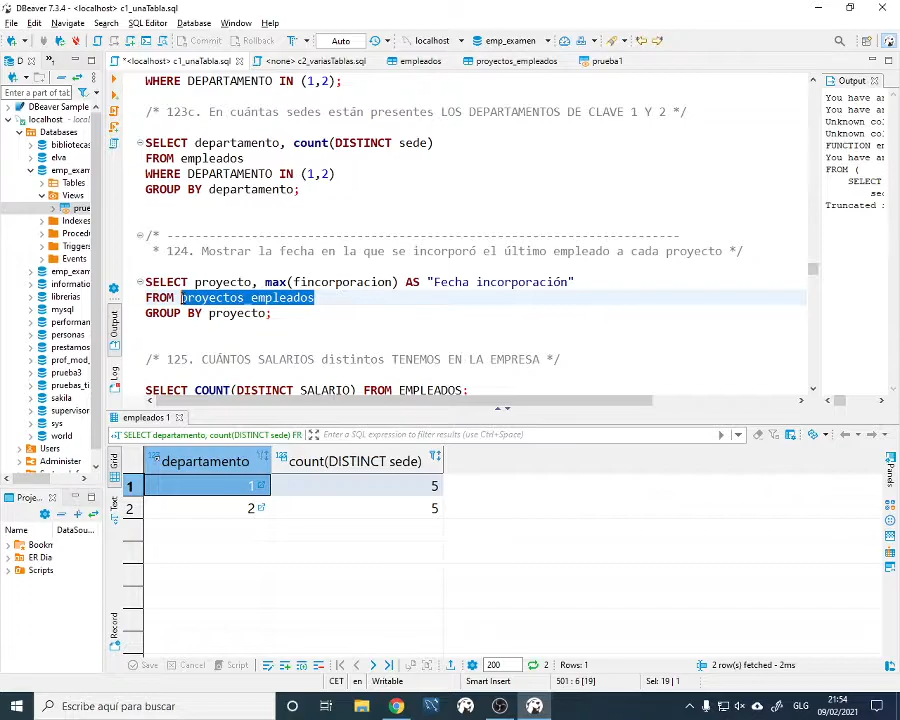 DBeaver 7.3.4 - <localhost> c1_unaTabla.sql
File Edit Navigate Search SQL Editor Database Window Help
Commit Rollback Auto localhost emp_examen
D *<localhost> c1_unaTabla.sql <none> c2_variasTablas.sql empleados proyectos_empleados prueba1 Output
Enter a part of tab
DBeaver Sample
localhost
Databases
bibliotecas
elva
emp_exam
Tables
Views
prue
Indexes
Proced
Triggers
Events
emp_exam
informatio
librerias
mysql
performan
personas
prestamos
prof_mod_
prueba3
pruebas_ti
sakila
supervisor
sys
world
Users
Administer
WHERE DEPARTAMENTO IN (1,2);
/* 123c. En cuántas sedes están presentes LOS DEPARTAMENTOS DE CLAVE 1 Y 2 */
SELECT departamento, count(DISTINCT sede)
FROM empleados
WHERE DEPARTAMENTO IN (1,2)
GROUP BY departamento;
/* --------------------------------------------------------------------------
* 124. Mostrar la fecha en la que se incorporó el último empleado a cada proyecto */
SELECT proyecto, max(fincorporacion) AS "Fecha incorporación"
FROM proyectos_empleados
GROUP BY proyecto;
/* 125. CUÁNTOS SALARIOS distintos TENEMOS EN LA EMPRESA */
SELECT COUNT(DISTINCT SALARIO) FROM EMPLEADOS;
Output
Log
You have an
You have an
Unknown col
Unknown col
FUNCTION em
You have an
FROM (
SELECT
sec
Truncated i
empleados 1
SELECT departamento, count(DISTINCT sede) FR Enter a SQL expression to filter results (use Ctrl+Space)
Grid
Text
Record
Panels
departamento count(DISTINCT sede)
1 1 5
2 2 5
Proje...
Name DataSou
Bookm
ER Dia
Scripts
Save Cancel Script 200 2 Rows: 1 2 row(s) fetched - 2ms
CET en Writable Smart Insert 501 : 6 [19] Sel: 19 | 1
Escribe aquí para buscar GLG 21:54
09/02/2021